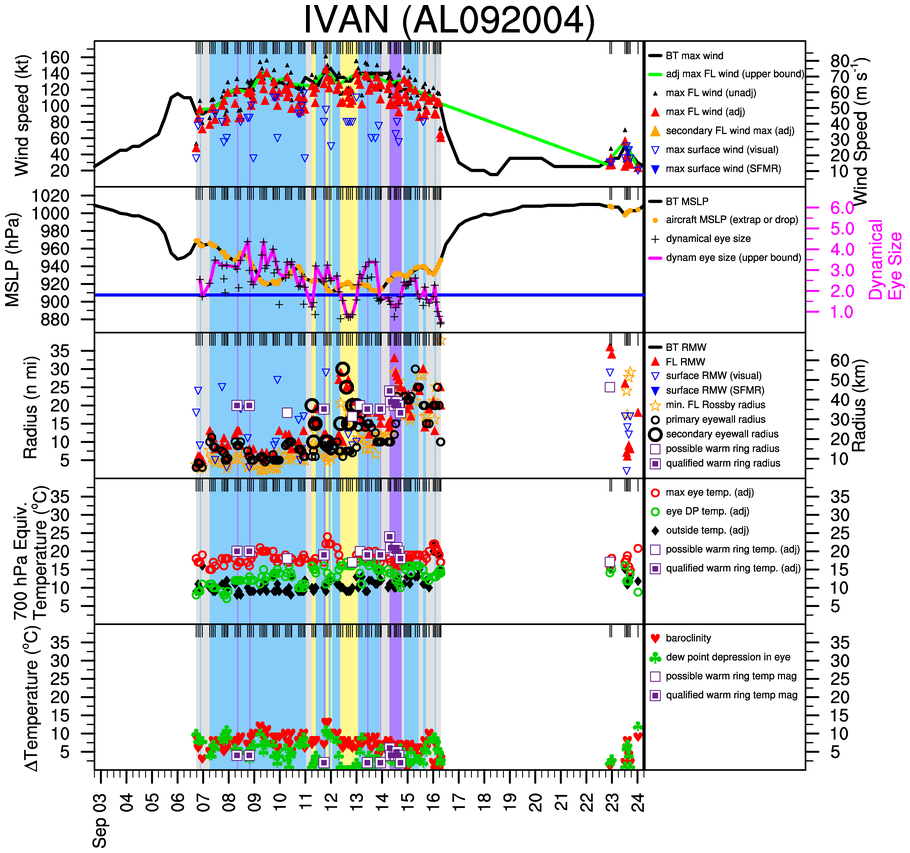 IVAN (AL092004)
Wind speed (kt)
160
140
120
100
80
60
40
20
80
70
60
50
40
30
20
10
Wind Speed (m s-1)
BT max wind
adj max FL wind (upper bound)
max FL wind (unadj)
max FL wind (adj)
secondary FL wind max (adj)
max surface wind (visual)
max surface wind (SFMR)
MSLP (hPa)
1020
1000
980
960
940
920
900
880
6.0
5.0
4.0
3.0
2.0
1.0
Dynamical
Eye Size
BT MSLP
aircraft MSLP (extrap or drop)
dynamical eye size
dynam eye size (upper bound)
Radius (n mi)
35
30
25
20
15
10
5
60
50
40
30
20
10
Radius (km)
BT RMW
FL RMW
surface RMW (visual)
surface RMW (SFMR)
min. FL Rossby radius
primary eyewall radius
secondary eyewall radius
possible warm ring radius
qualified warm ring radius
700 hPa Equiv.
Temperature (°C)
35
30
25
20
15
10
5
35
30
25
20
15
10
5
max eye temp. (adj)
eye DP temp. (adj)
outside temp. (adj)
possible warm ring temp. (adj)
qualified warm ring temp. (adj)
ΔTemperature (°C)
35
30
25
20
15
10
5
35
30
25
20
15
10
5
baroclinity
dew point depression in eye
possible warm ring temp mag
qualified warm ring temp mag
Sep 03 04 05 06 07 08 09 10 11 12 13 14 15 16 17 18 19 20 21 22 23 24